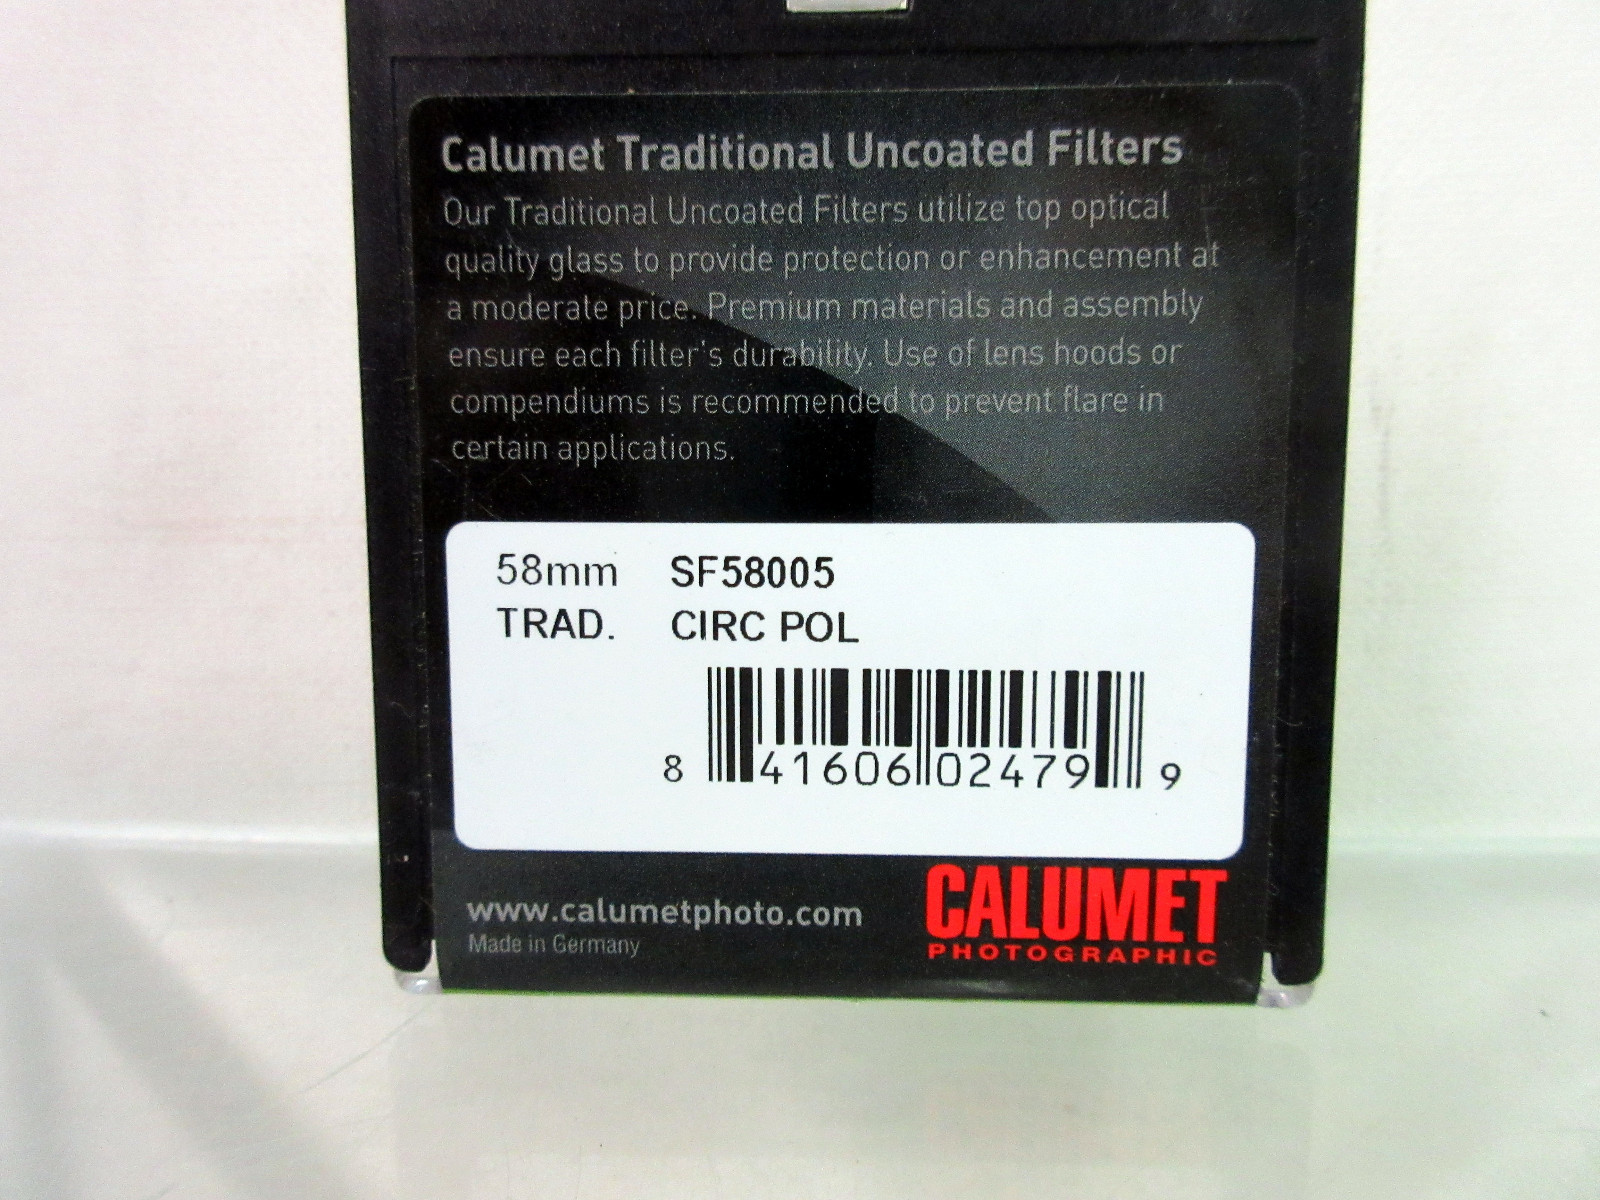 Calumet Traditional Uncoated Filters
Our Traditional Uncoated Filters utilize top optical
quality glass to provide protection or enhancement at
a moderate price. Premium materials and assembly
ensure each filter's durability. Use of lens hoods or
compendiums is recommended to prevent flare in
certain applications.
58mm SF58005
TRAD. CIRC POL
8 41606 02479 9
www.calumetphoto.com
Made in Germany
CALUMET
PHOTOGRAPHIC